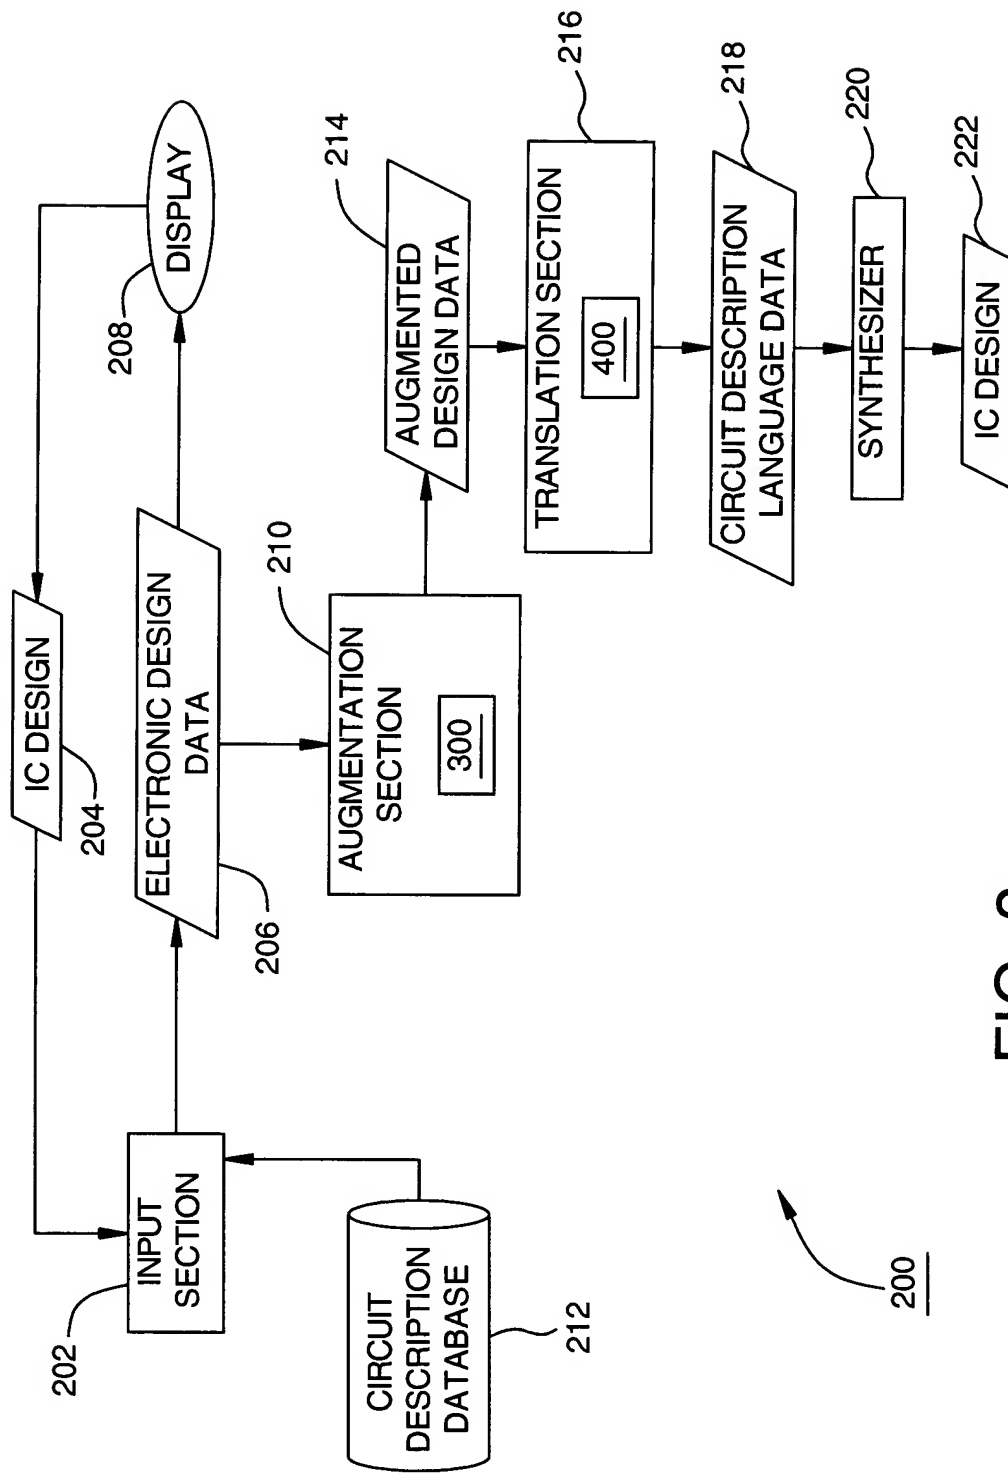 IC DESIGN
204
202
INPUT
SECTION
ELECTRONIC DESIGN
DATA
206
208
DISPLAY
CIRCUIT
DESCRIPTION
DATABASE
212
210
AUGMENTATION
SECTION
300
214
AUGMENTED
DESIGN DATA
216
TRANSLATION SECTION
400
218
CIRCUIT DESCRIPTION
LANGUAGE DATA
220
SYNTHESIZER
222
IC DESIGN
200